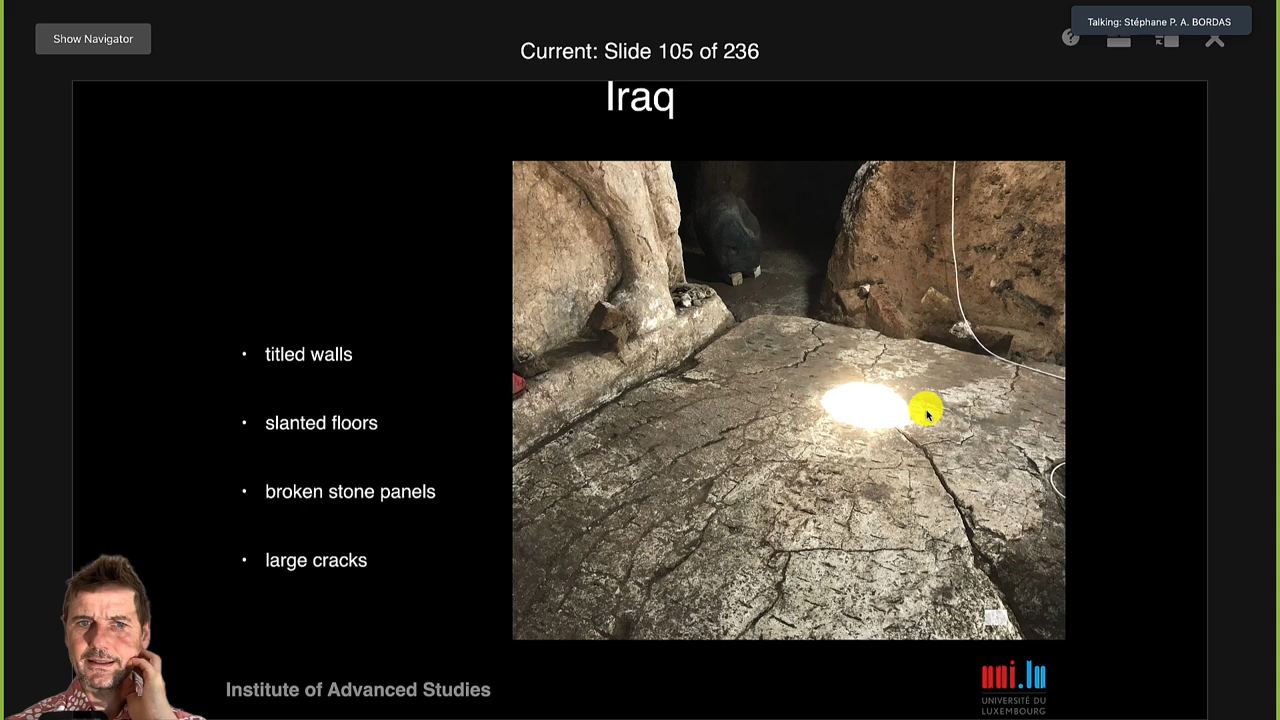 Talking: Stéphane P. A. BORDAS
Show Navigator
Current: Slide 105 of 236
Iraq
• titled walls
• slanted floors
• broken stone panels
• large cracks
Institute of Advanced Studies
uni.lu
UNIVERSITÉ DU
LUXEMBOURG